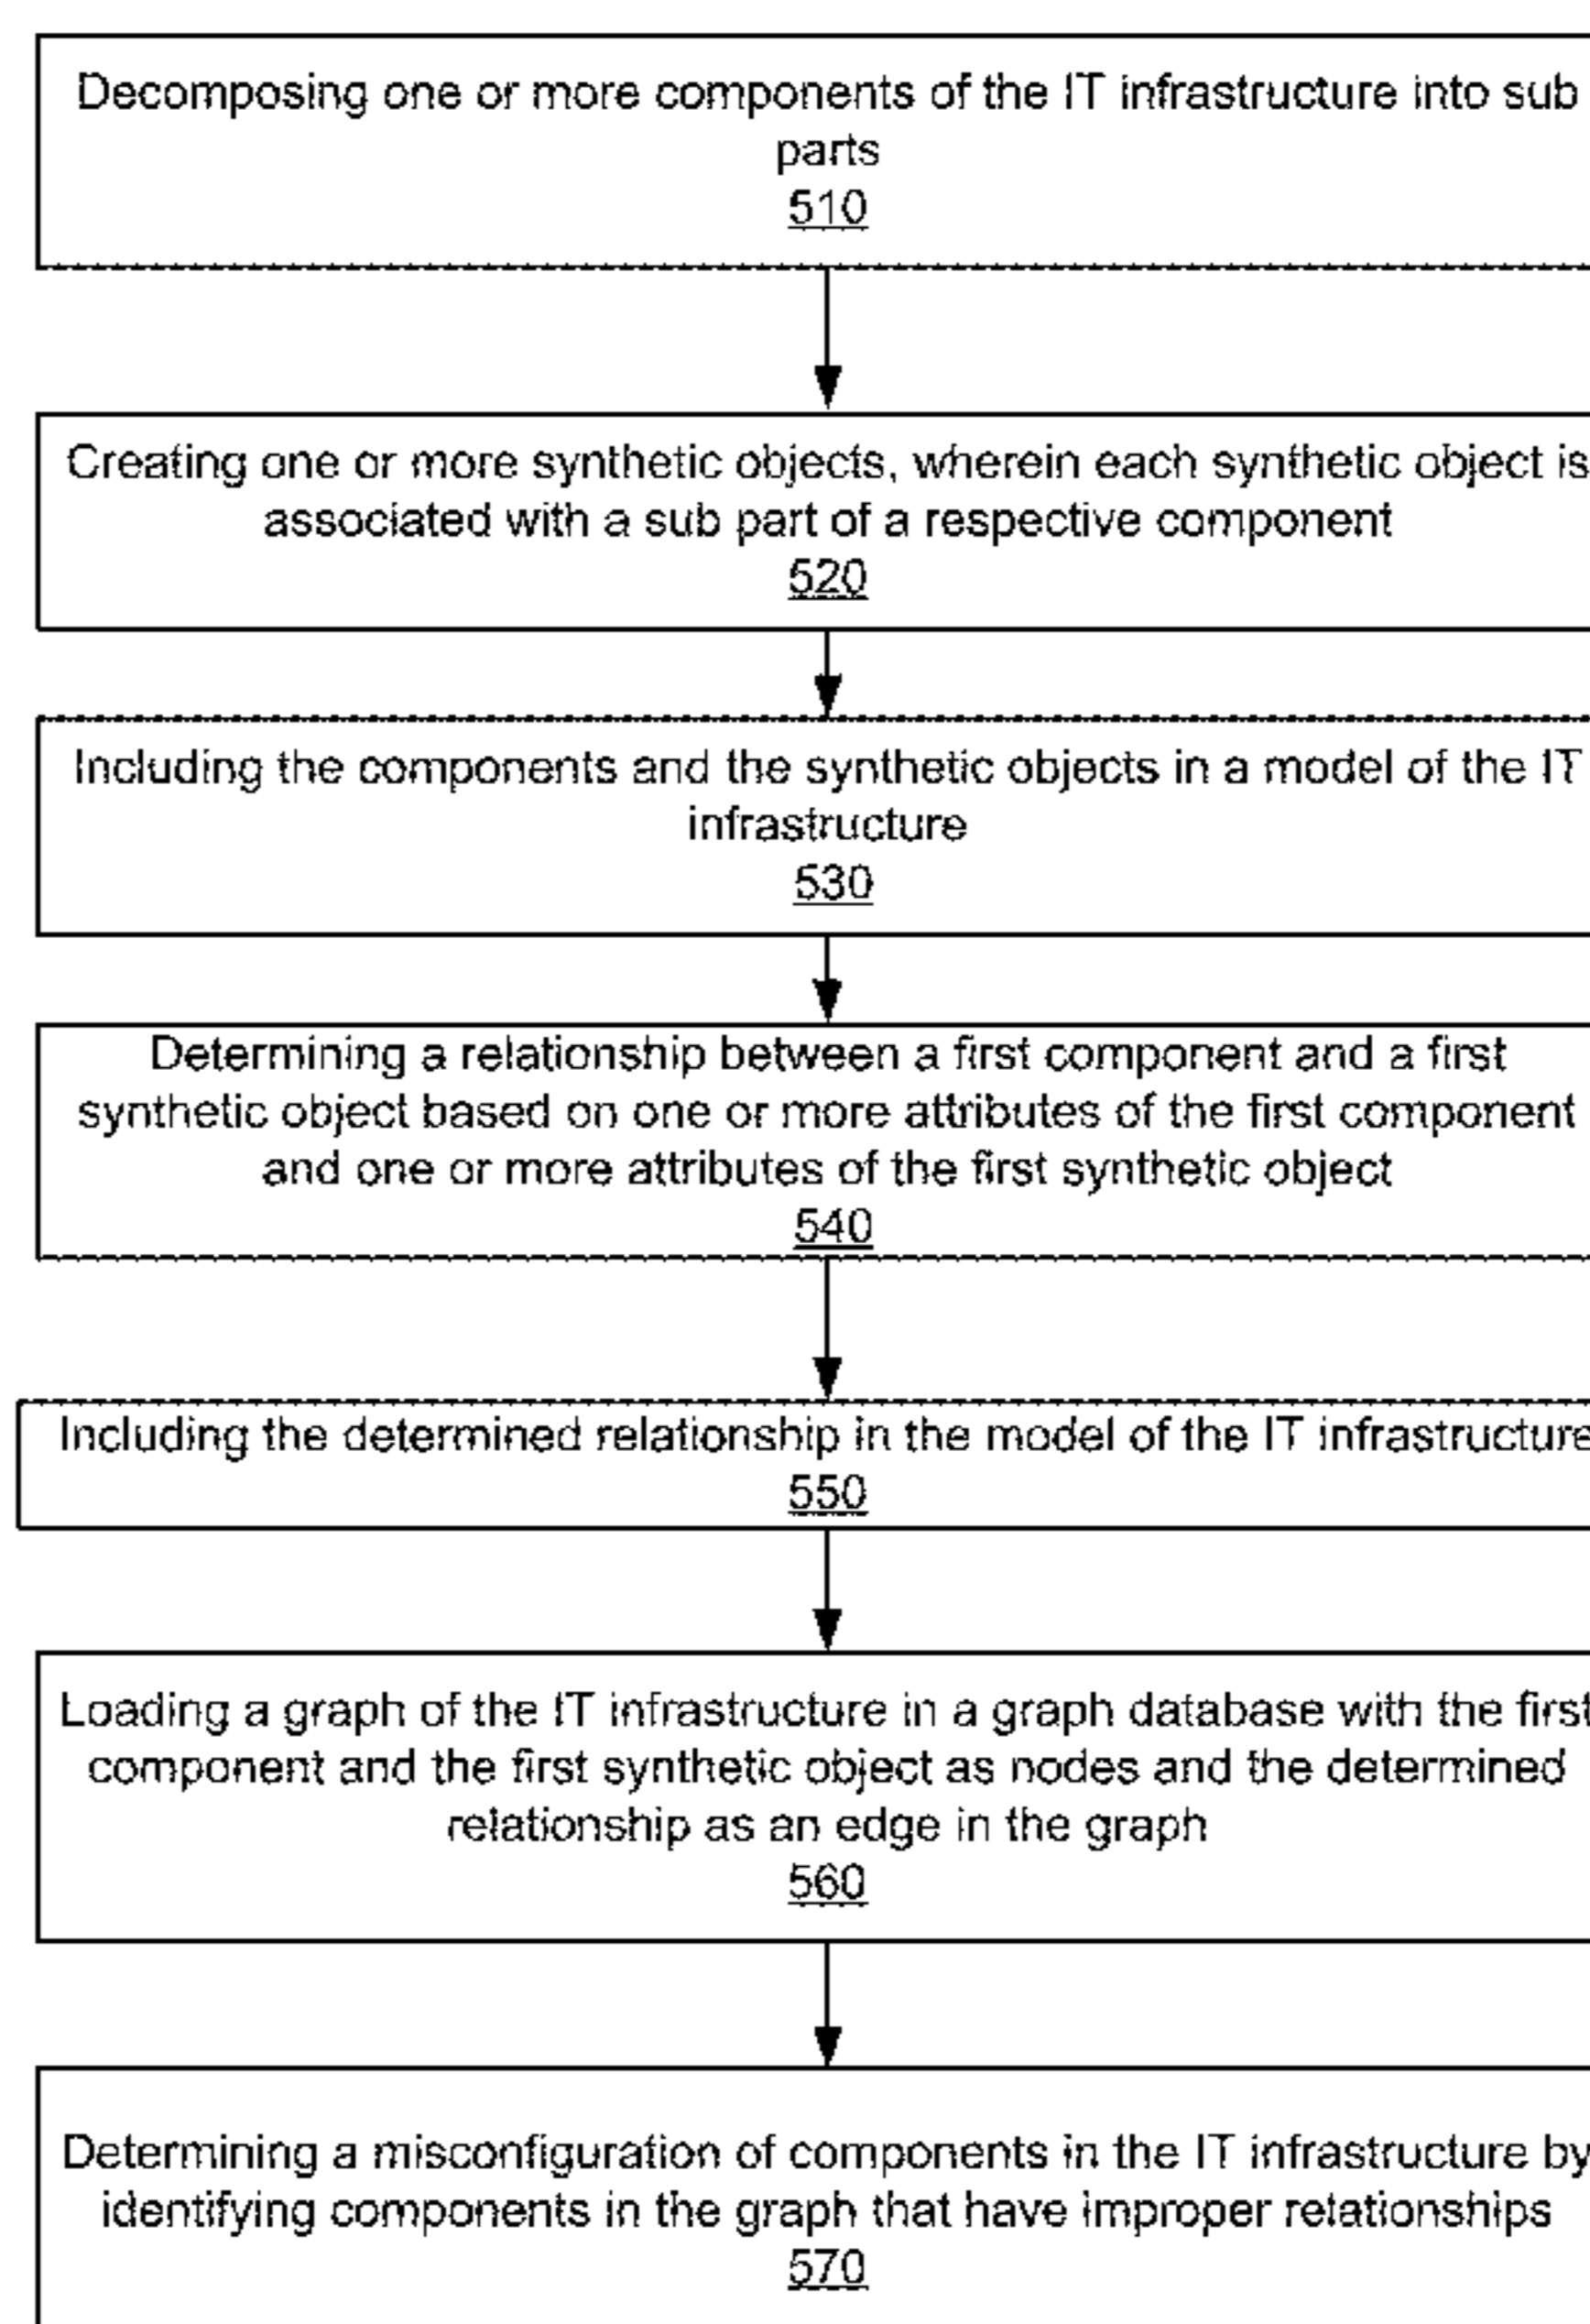 Decomposing one or more components of the IT infrastructure into sub
parts
510
Creating one or more synthetic objects, wherein each synthetic object is
associated with a sub part of a respective component
520
Including the components and the synthetic objects in a model of the IT
infrastructure
530
Determining a relationship between a first component and a first
synthetic object based on one or more attributes of the first component
and one or more attributes of the first synthetic object
540
Including the determined relationship in the model of the IT infrastructure
550
Loading a graph of the IT infrastructure in a graph database with the first
component and the first synthetic object as nodes and the determined
relationship as an edge in the graph
560
Determining a misconfiguration of components in the IT infrastructure by
identifying components in the graph that have improper relationships
570